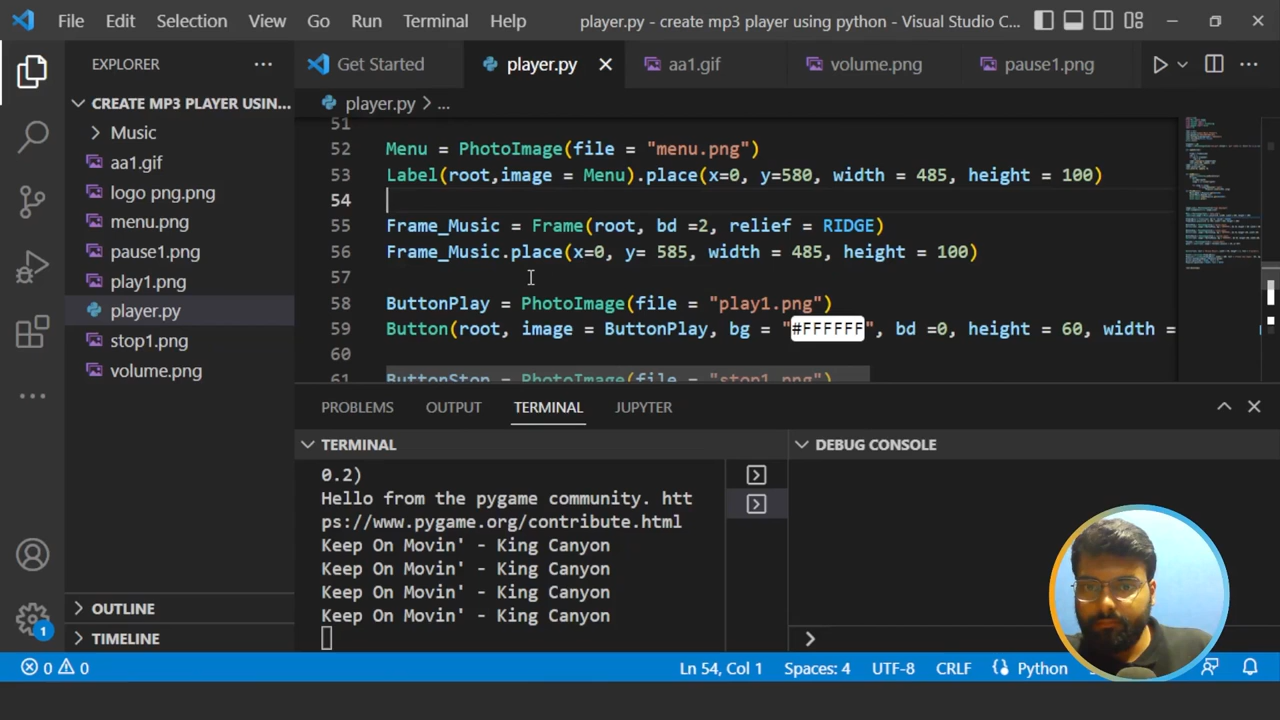 File Edit Selection View Go Run Terminal Help player.py - create mp3 player using python - Visual Studio C...
EXPLORER ...
Get Started player.py aa1.gif volume.png pause1.png
CREATE MP3 PLAYER USIN...
Music
aa1.gif
logo png.png
menu.png
pause1.png
play1.png
player.py
stop1.png
volume.png
OUTLINE
TIMELINE
player.py > ...
51
52 Menu = PhotoImage(file = "menu.png")
53 Label(root,image = Menu).place(x=0, y=580, width = 485, height = 100)
54
55 Frame_Music = Frame(root, bd =2, relief = RIDGE)
56 Frame_Music.place(x=0, y= 585, width = 485, height = 100)
57
58 ButtonPlay = PhotoImage(file = "play1.png")
59 Button(root, image = ButtonPlay, bg = "#FFFFFF", bd =0, height = 60, width =
60
61 ButtonStop = PhotoImage(file = "stop1.png")
PROBLEMS OUTPUT TERMINAL JUPYTER
TERMINAL
0.2)
Hello from the pygame community. htt
ps://www.pygame.org/contribute.html
Keep On Movin' - King Canyon
Keep On Movin' - King Canyon
Keep On Movin' - King Canyon
Keep On Movin' - King Canyon
DEBUG CONSOLE
1
0 0 Ln 54, Col 1 Spaces: 4 UTF-8 CRLF Python